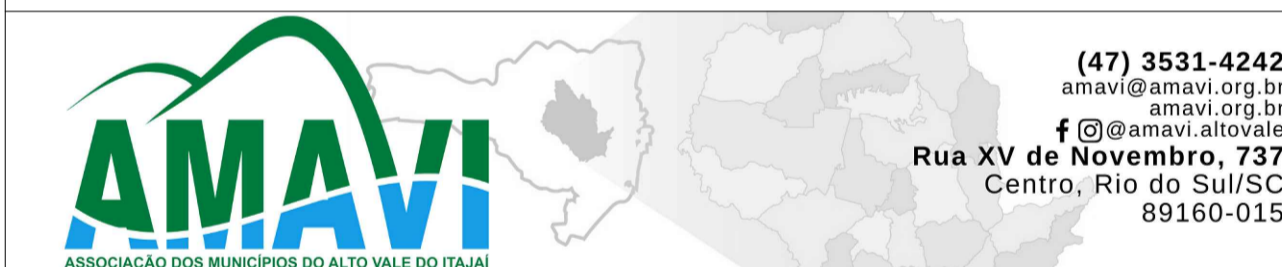 AMAVI
ASSOCIAÇÃO DOS MUNICÍPIOS DO ALTO VALE DO ITAJAÍ
(47) 3531-4242
amavi@amavi.org.br
amavi.org.br
@amavi.altovale
Rua XV de Novembro, 737
Centro, Rio do Sul/SC
89160-015